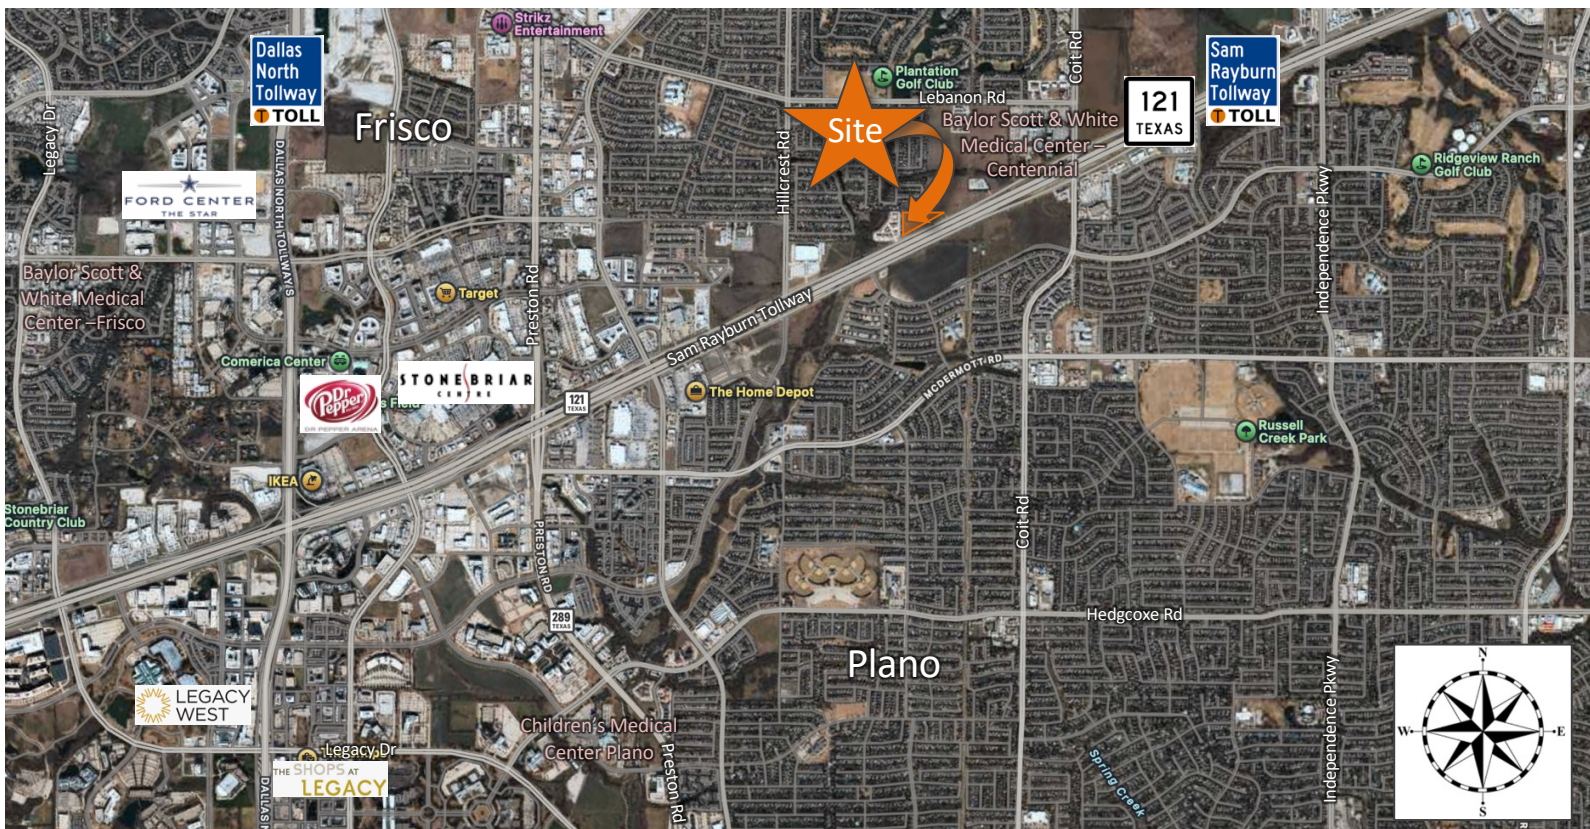 Strikz
Entertainment
Dallas
North
Tollway
TOLL
Sam
Rayburn
Tollway
TOLL
121
TEXAS
Coit Rd
Plantation
Golf Club
Lebanon Rd
Site
Frisco
Legacy Dr
Baylor Scott & White
Medical Center –
Centennial
Hillcrest Rd
DALLAS NORTH TOLLWAY S
Ridgeview Ranch
Golf Club
Independence Pkwy
FORD CENTER
THE STAR
Baylor Scott &
White Medical
Center –Frisco
Target
Preston Rd
Sam Rayburn Tollway
Comerica Center
STONEBRIAR
CENTRE
Dr
Pepper
DR PEPPER ARENA
s Field
121
TEXAS
The Home Depot
MCDERMOTT RD
Russell
Creek Park
IKEA
Stonebriar
Country Club
PRESTON RD
Coit Rd
289
TEXAS
Hedgcoxe Rd
Plano
LEGACY
WEST
Children's Medical
Center Plano
Preston Rd
Independence Pkwy
Legacy Dr
THE SHOPS AT
LEGACY
DALLAS N
Spring Creek
N
W
E
S
R